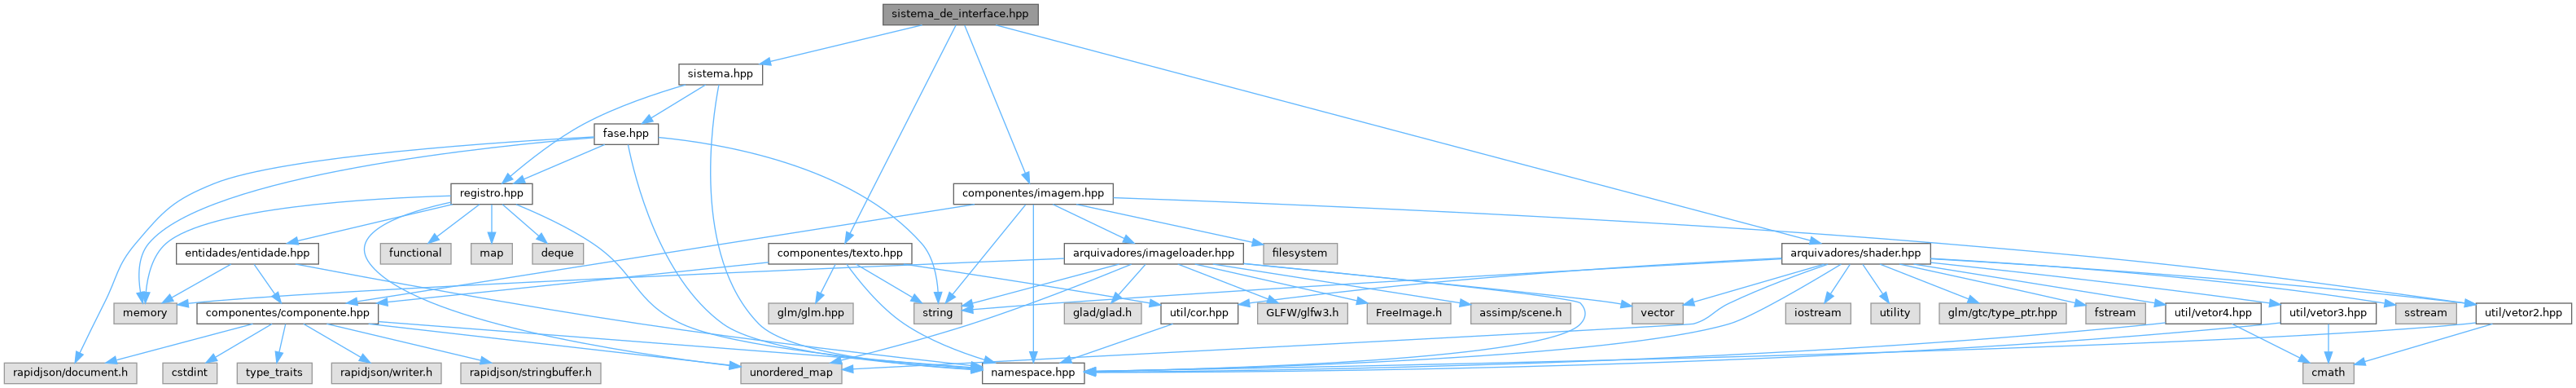 sistema_de_interface.hpp
sistema.hpp
fase.hpp
registro.hpp
componentes/imagem.hpp
entidades/entidade.hpp
functional
map
deque
componentes/texto.hpp
arquivadores/imageloader.hpp
filesystem
arquivadores/shader.hpp
memory
componentes/componente.hpp
glm/glm.hpp
string
glad/glad.h
util/cor.hpp
GLFW/glfw3.h
FreeImage.h
assimp/scene.h
vector
iostream
utility
glm/gtc/type_ptr.hpp
fstream
util/vetor4.hpp
util/vetor3.hpp
sstream
util/vetor2.hpp
rapidjson/document.h
cstdint
type_traits
rapidjson/writer.h
rapidjson/stringbuffer.h
unordered_map
namespace.hpp
cmath